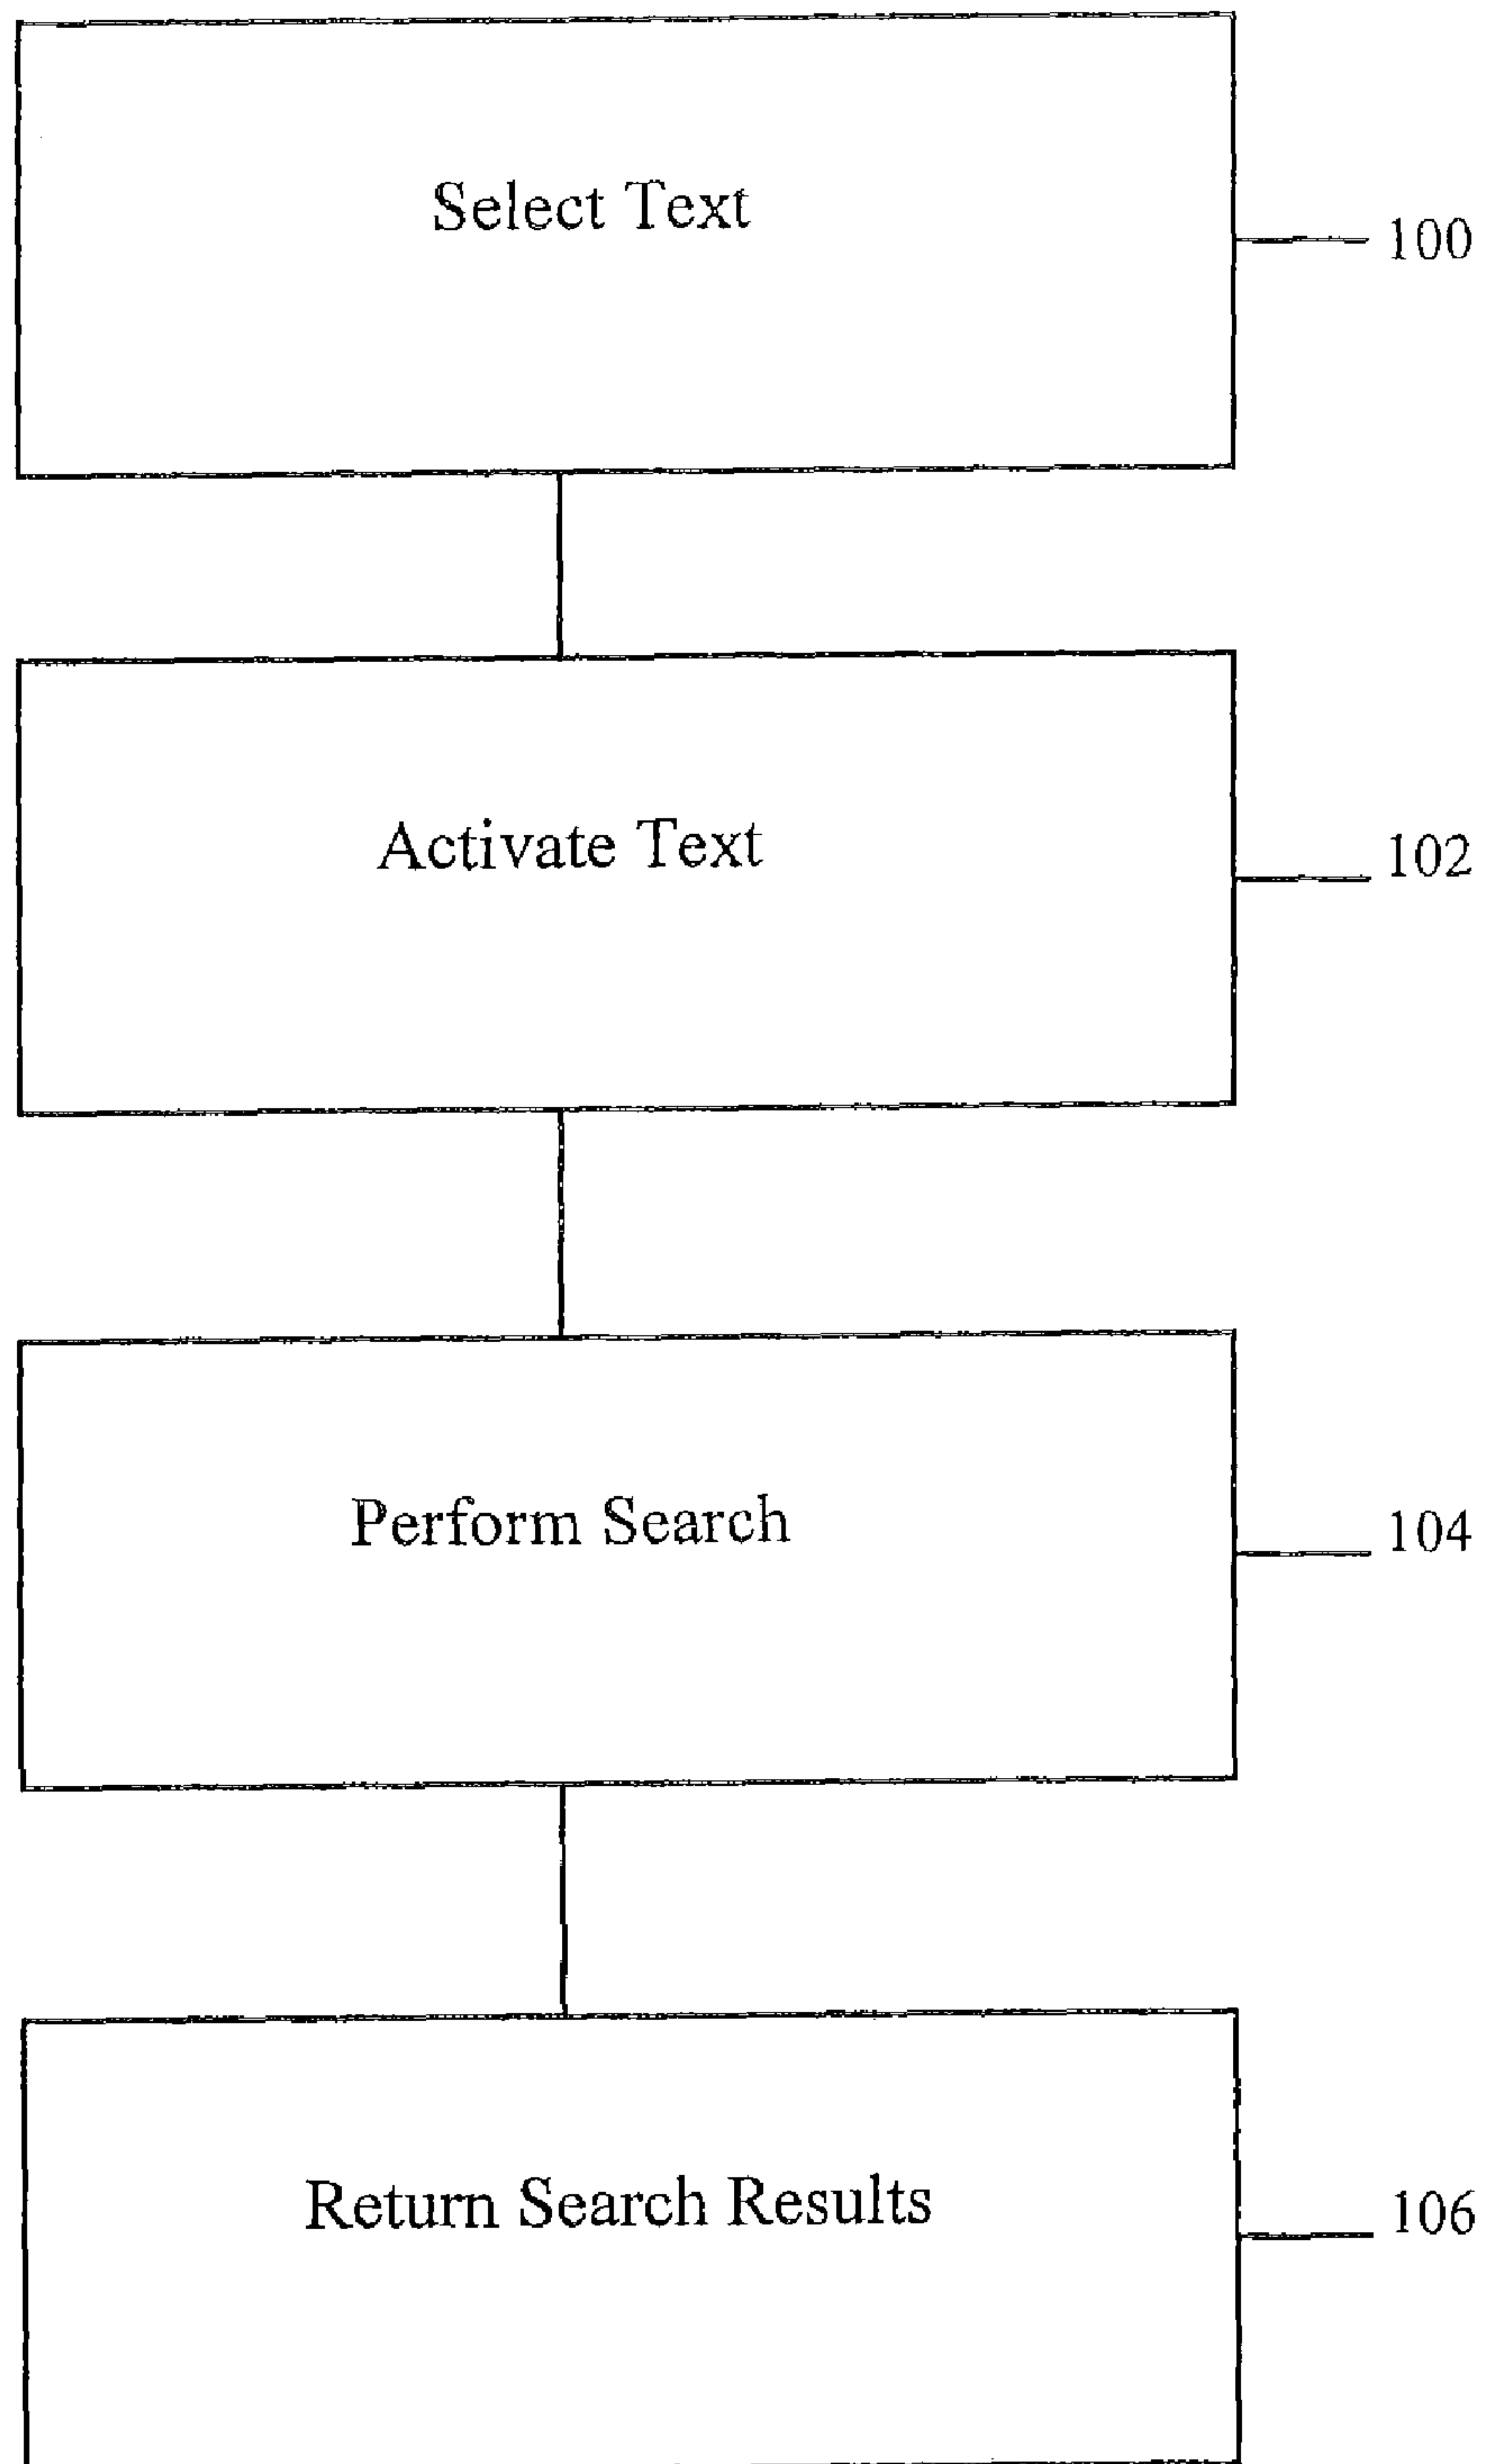 Select Text
100
Activate Text
102
Perform Search
104
Return Search Results
106